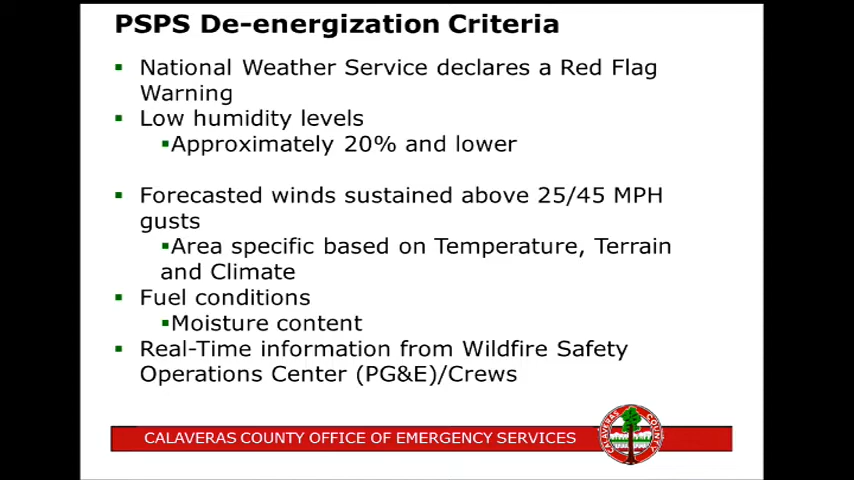 PSPS De-energization Criteria
▪ National Weather Service declares a Red Flag
Warning
▪ Low humidity levels
▪Approximately 20% and lower
▪ Forecasted winds sustained above 25/45 MPH
gusts
▪Area specific based on Temperature, Terrain
and Climate
▪ Fuel conditions
▪Moisture content
▪ Real-Time information from Wildfire Safety
Operations Center (PG&E)/Crews
CALAVERAS COUNTY OFFICE OF EMERGENCY SERVICES
CALAVERAS COUNTY